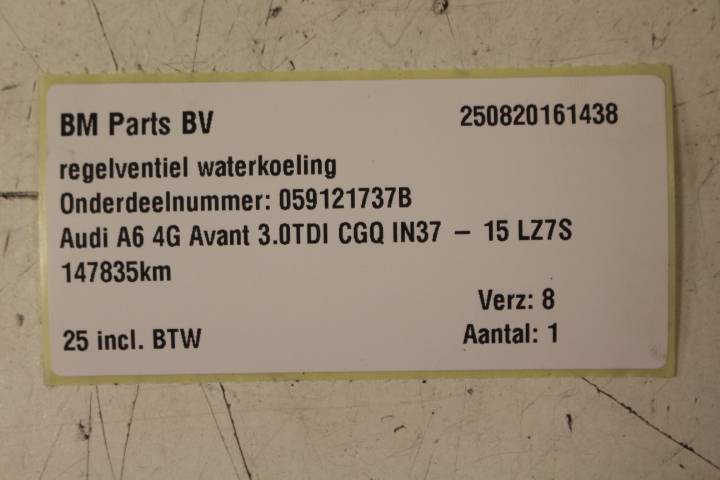 BM Parts BV 250820161438
regelventiel waterkoeling
Onderdeelnummer: 059121737B
Audi A6 4G Avant 3.0TDI CGQ IN37 – 15 LZ7S
147835km
Verz: 8
25 incl. BTW Aantal: 1